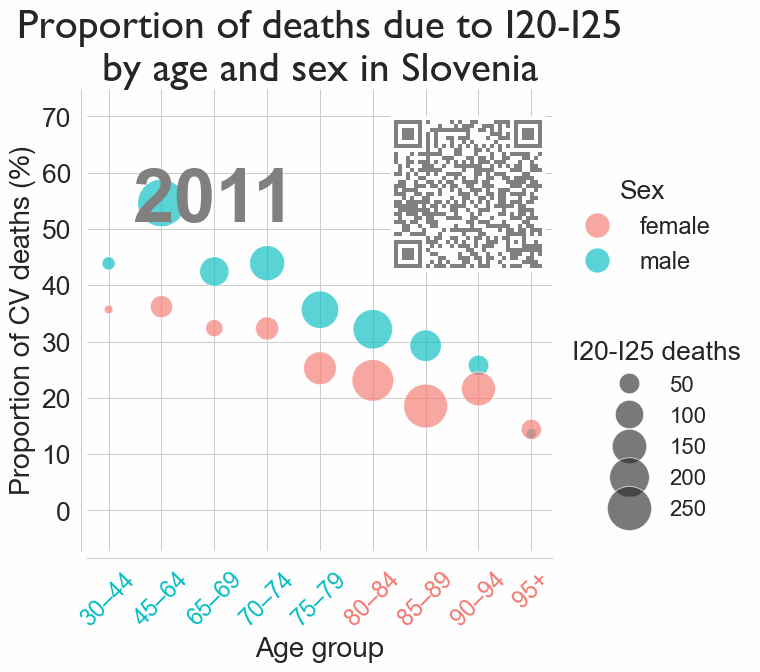 Proportion of deaths due to I20-I25
by age and sex in Slovenia
70
60
50
40
30
20
10
0
Proportion of CV deaths (%)
2011
Sex
female
male
I20-I25 deaths
50
100
150
200
250
30–44
45–64
65–69
70–74
75–79
80–84
85–89
90–94
95+
Age group